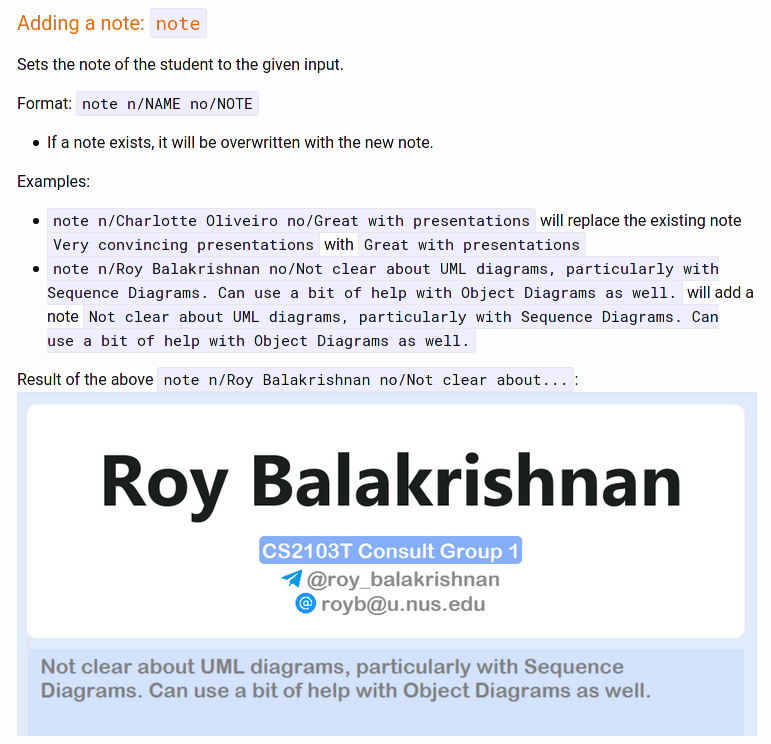 Adding a note: note
Sets the note of the student to the given input.
Format: note n/NAME no/NOTE
If a note exists, it will be overwritten with the new note.
Examples:
note n/Charlotte Oliveiro no/Great with presentations will replace the existing note
Very convincing presentations with Great with presentations
note n/Roy Balakrishnan no/Not clear about UML diagrams, particularly with
Sequence Diagrams. Can use a bit of help with Object Diagrams as well. will add a
note Not clear about UML diagrams, particularly with Sequence Diagrams. Can
use a bit of help with Object Diagrams as well.
Result of the above note n/Roy Balakrishnan no/Not clear about... :
Roy Balakrishnan
CS2103T Consult Group 1
@roy_balakrishnan
royb@u.nus.edu
Not clear about UML diagrams, particularly with Sequence
Diagrams. Can use a bit of help with Object Diagrams as well.